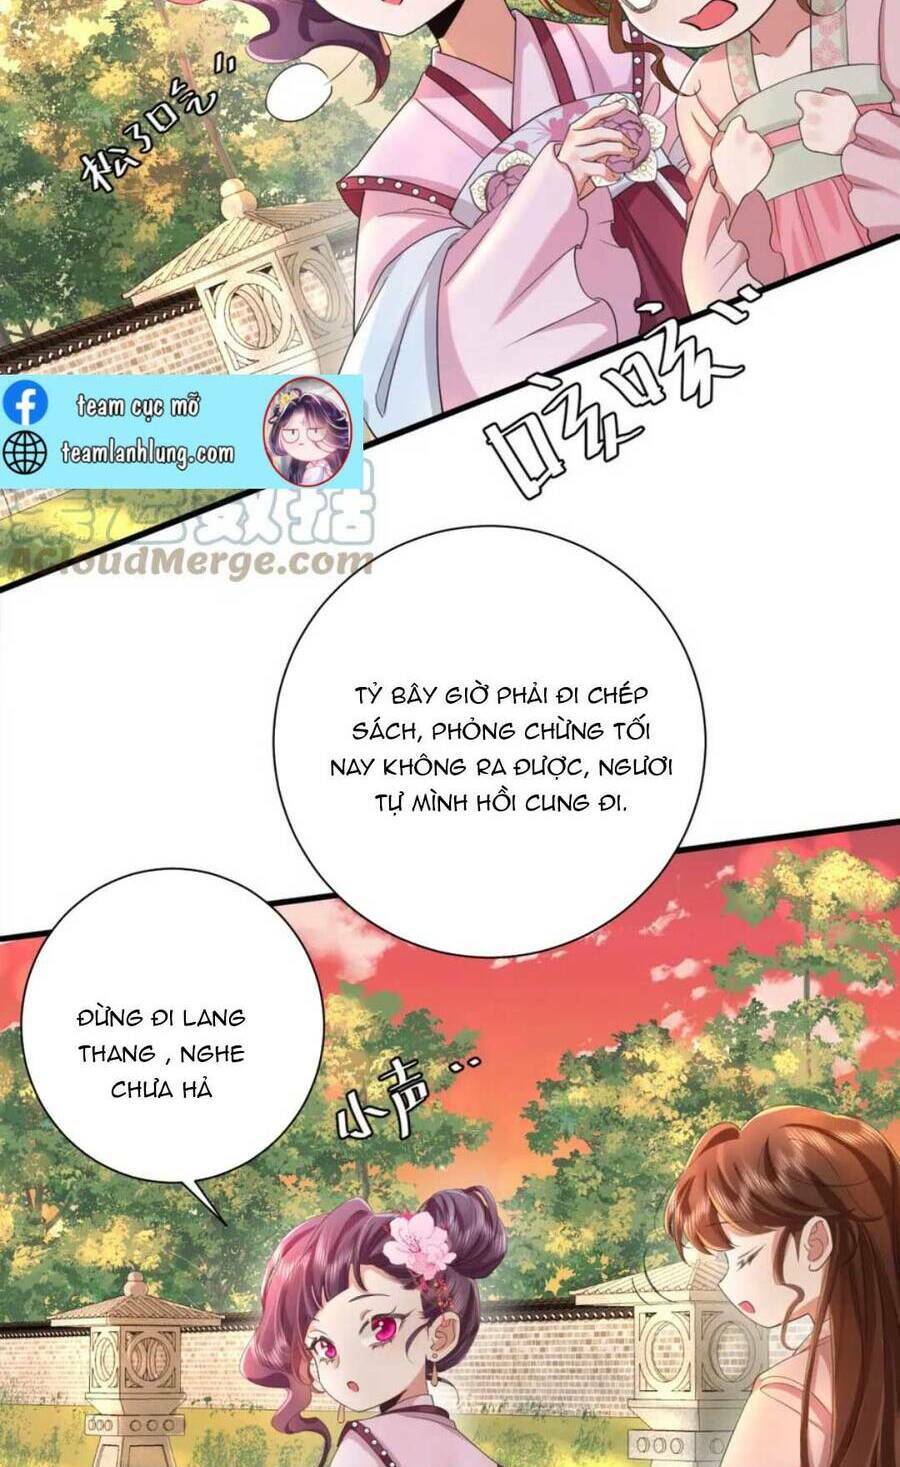 松了口气
team cục mỡ
teamlanhlung.com
咳咳
ACloudMerge.com
TỶ BÂY GIỜ PHẢI ĐI CHÉP
SÁCH, PHỎNG CHỪNG TỐI
NAY KHÔNG RA ĐƯỢC, NGƯƠI
TỰ MÌNH HỒI CUNG ĐI.
ĐỪNG ĐI LANG
THANG , NGHE
CHƯA HẢ
小声